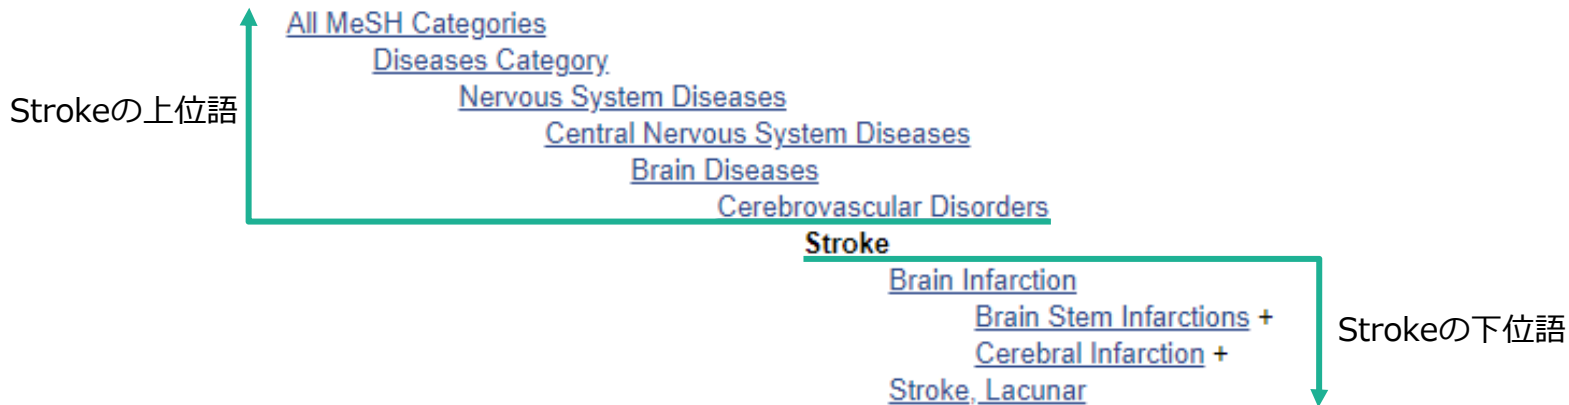 All MeSH Categories
Diseases Category
Strokeの上位語
Nervous System Diseases
Central Nervous System Diseases
Brain Diseases
Cerebrovascular Disorders
Stroke
Brain Infarction
Brain Stem Infarctions +
Strokeの下位語
Cerebral Infarction +
Stroke, Lacunar